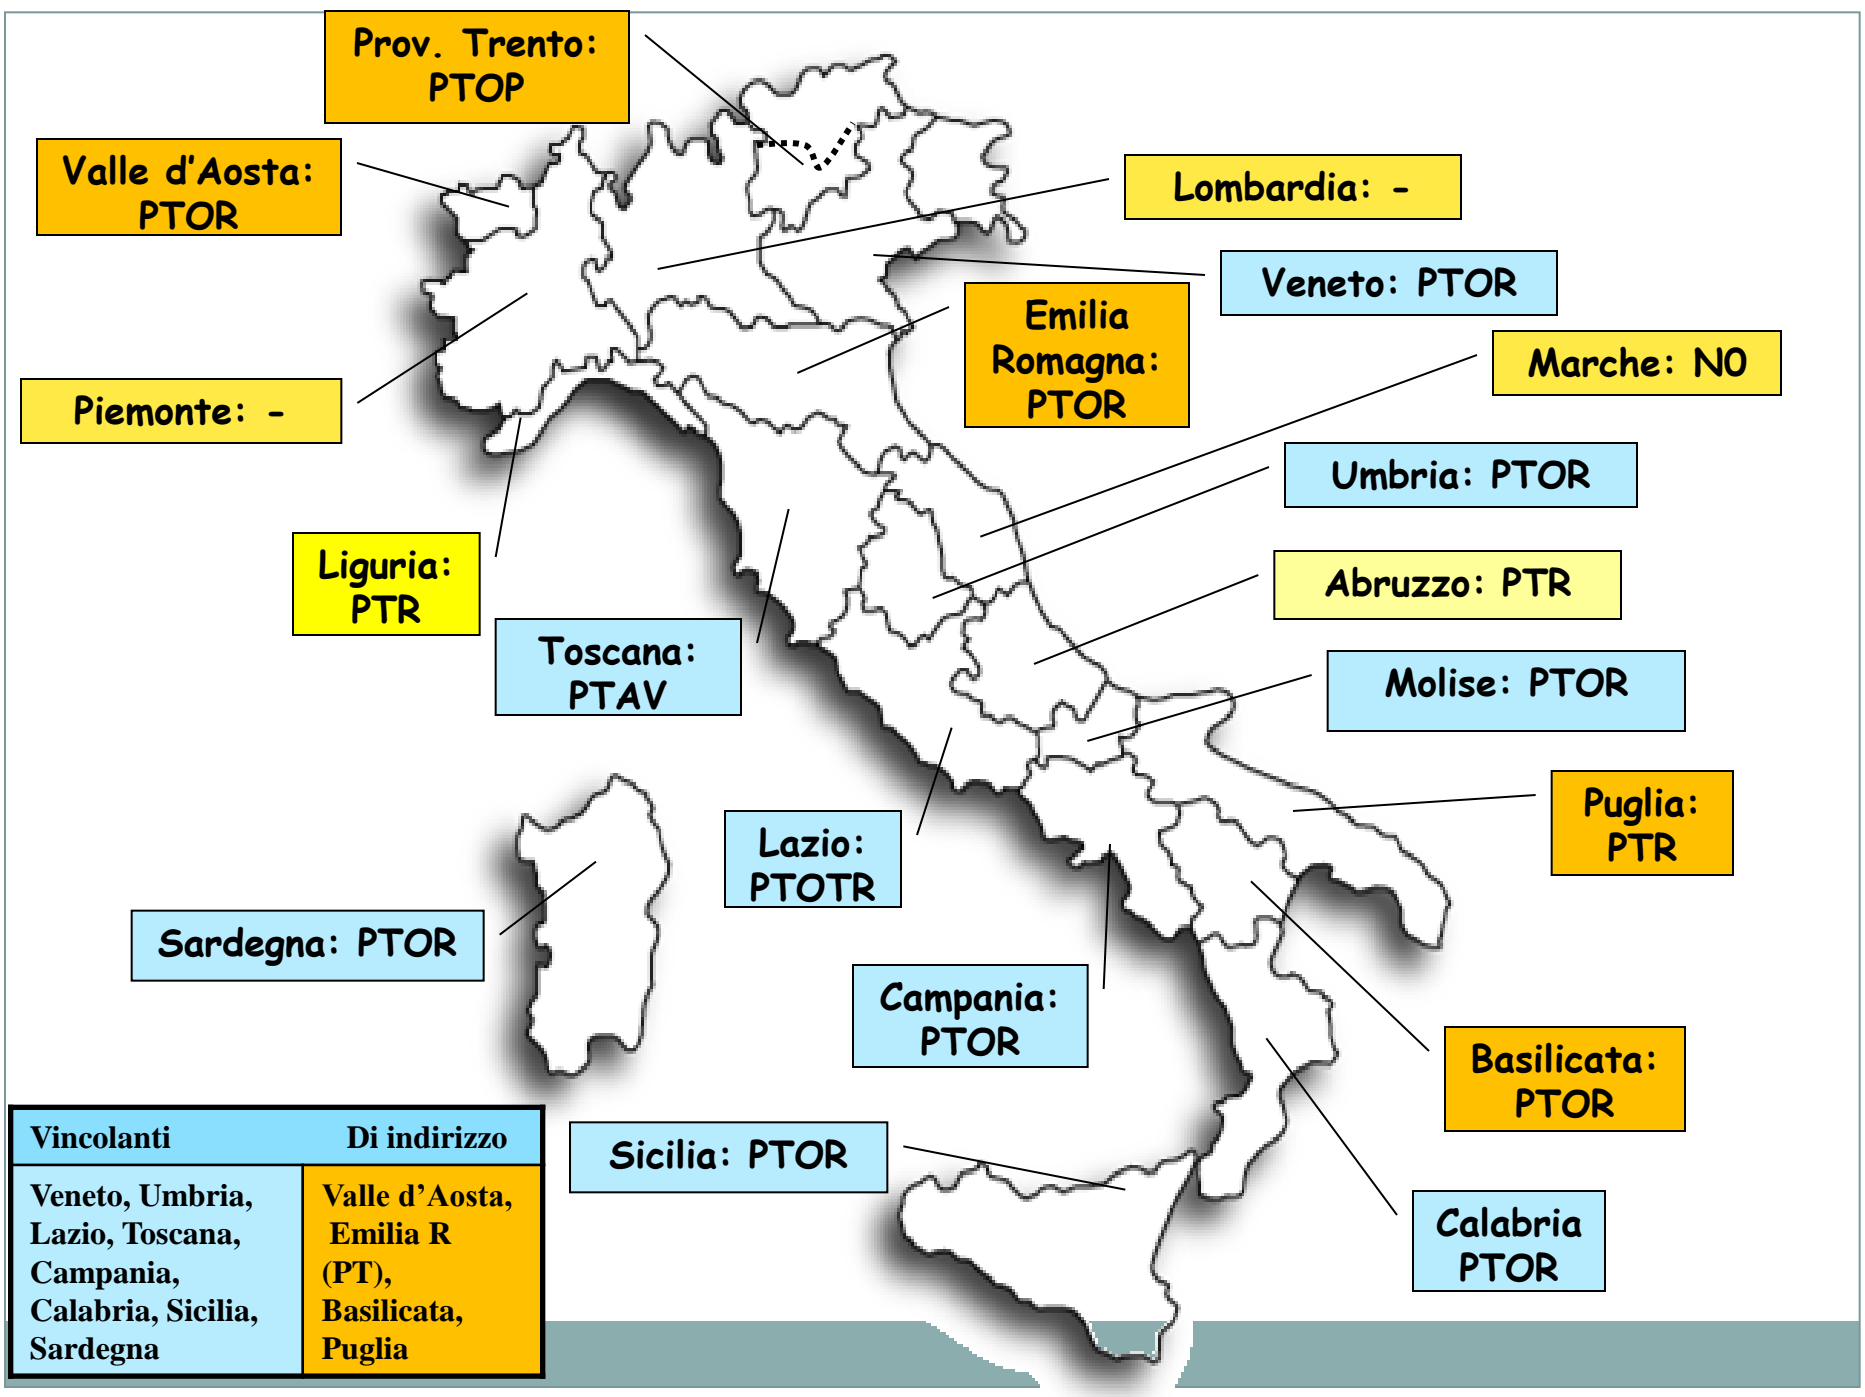 Prov. Trento:
PTOP
Valle d'Aosta:
PTOR
Lombardia: -
Veneto: PTOR
Emilia
Romagna:
PTOR
Marche: N0
Piemonte: -
Umbria: PTOR
Liguria:
PTR
Abruzzo: PTR
Toscana:
PTAV
Molise: PTOR
Puglia:
PTR
Lazio:
PTOTR
Sardegna: PTOR
Campania:
PTOR
Basilicata:
PTOR
Sicilia: PTOR
Calabria
PTOR
Vincolanti
Di indirizzo
Veneto, Umbria,
Lazio, Toscana,
Campania,
Calabria, Sicilia,
Sardegna
Valle d'Aosta,
Emilia R
(PT),
Basilicata,
Puglia